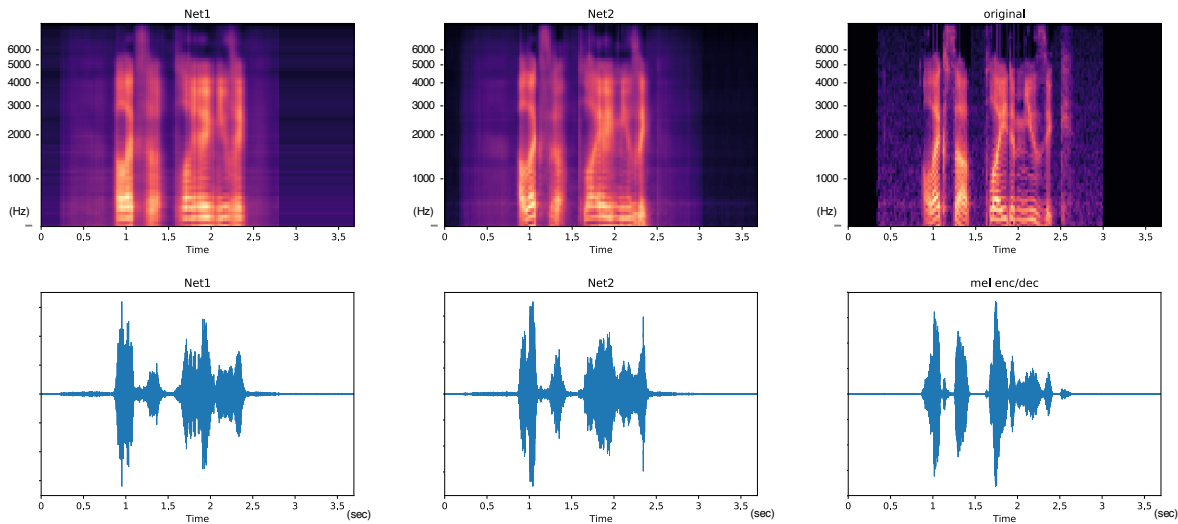 Net1
6000
5000
4000
3000
2000
1000
(Hz)
0 0,5 1 1,5 2 2,5 3 3,5
Time
Net2
6000
5000
4000
3000
2000
1000
(Hz)
0 0,5 1 1,5 2 2,5 3 3,5
Time
original
6000
5000
4000
3000
2000
1000
(Hz)
0 0,5 1 1,5 2 2,5 3 3,5
Time
Net1
0 0,5 1 1,5 2 2,5 3 3,5 (sec)
Time
Net2
0 0,5 1 1,5 2 2,5 3 3,5 (sec)
Time
mel enc/dec
0 0,5 1 1,5 2 2,5 3 3,5 (sec)
Time